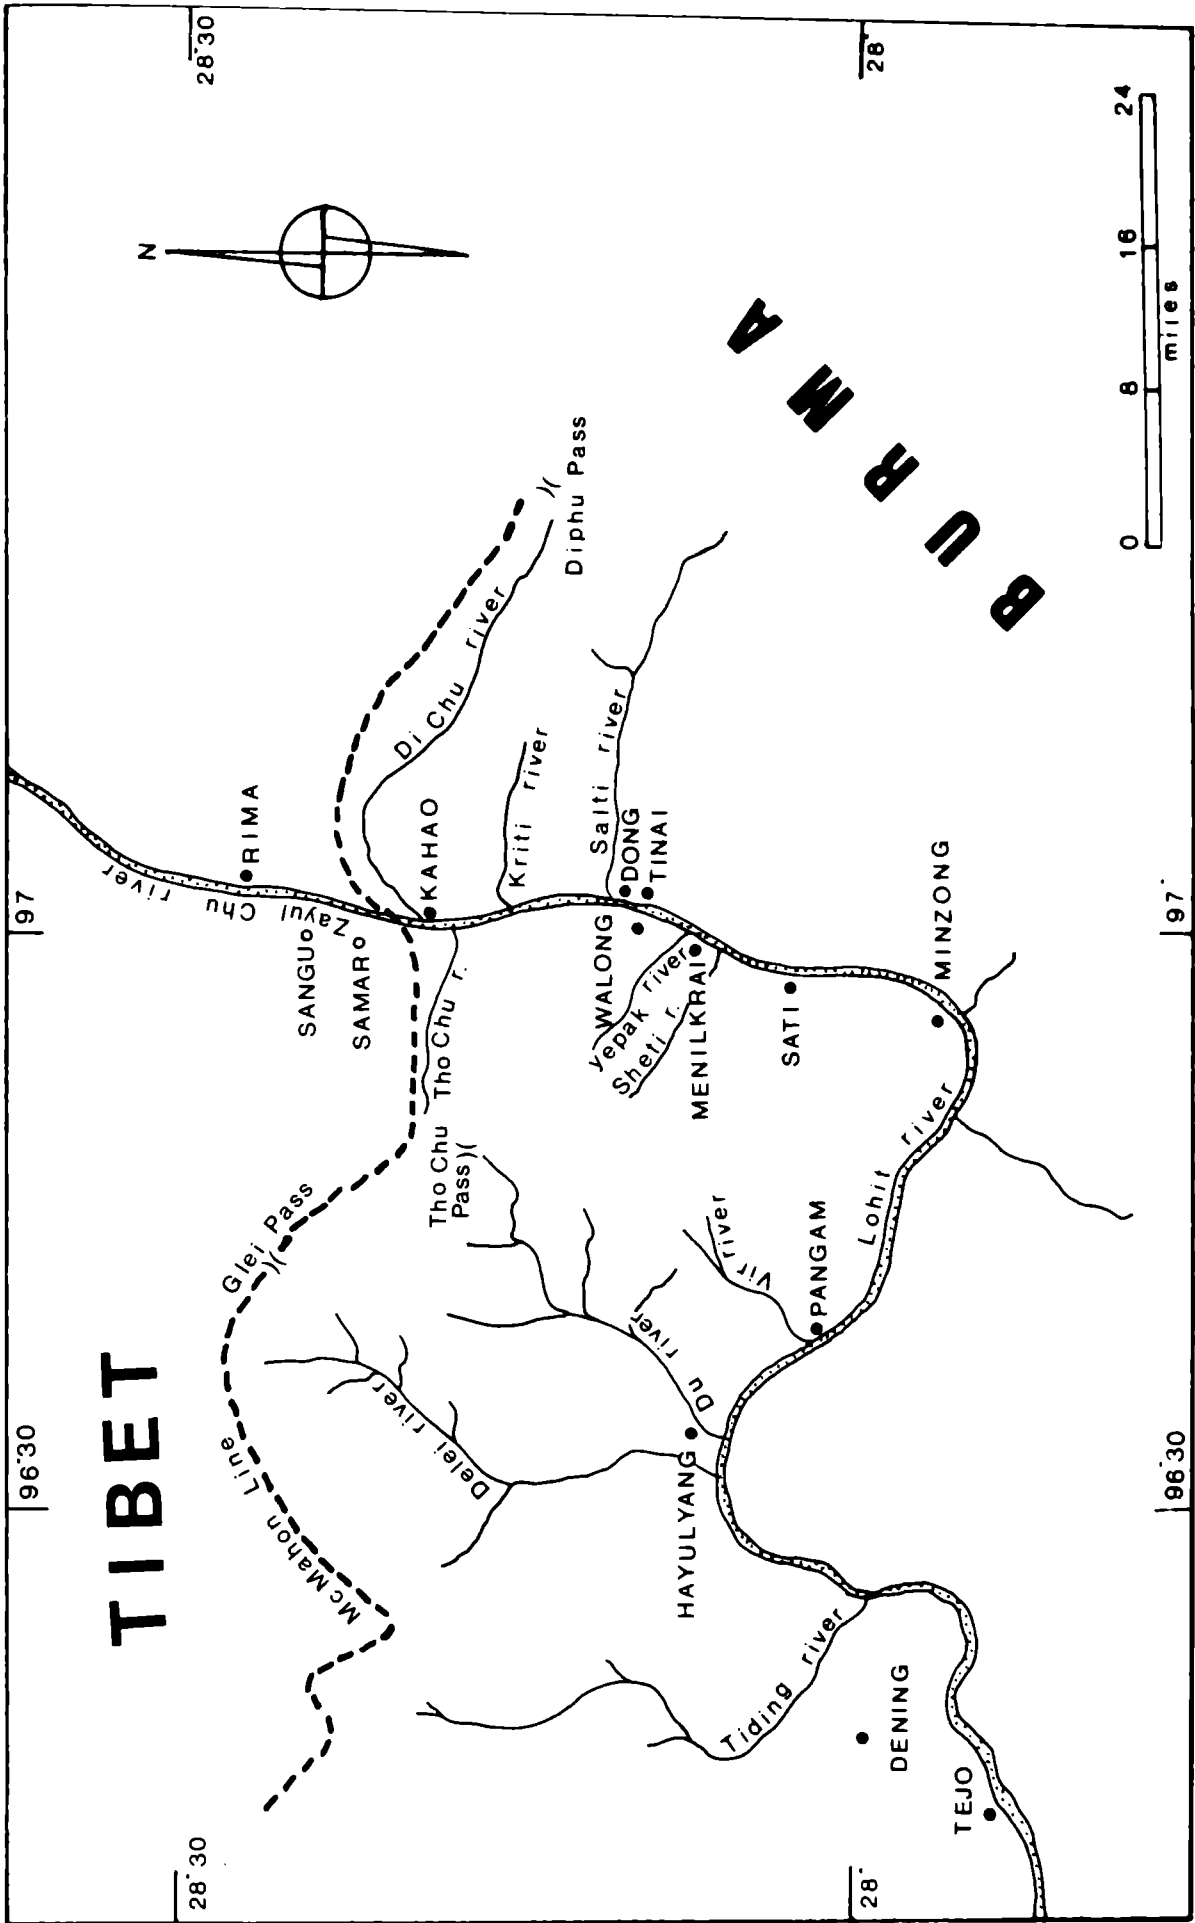 28°30
28°30
N
TIBET
96°30
97
McMahon Line
Glei Pass
RIMA
Zayul Chu river
SANGU
SAMARO
KAHAO
Di Chu river
Diphu Pass
Tho Chu r.
Tho Chu
Pass
Kriti river
Delei river
Du river
Salti river
DONG
TINAI
WALONG
Yepak river
Sheti r.
MENILKRAI
HAYULYANG
Vir river
PANGAM
SATI
MINZONG
Lohit river
Tiding river
DENING
TEJO
BURMA
28°
28°
96°30
97°
0 8 16 24
miles